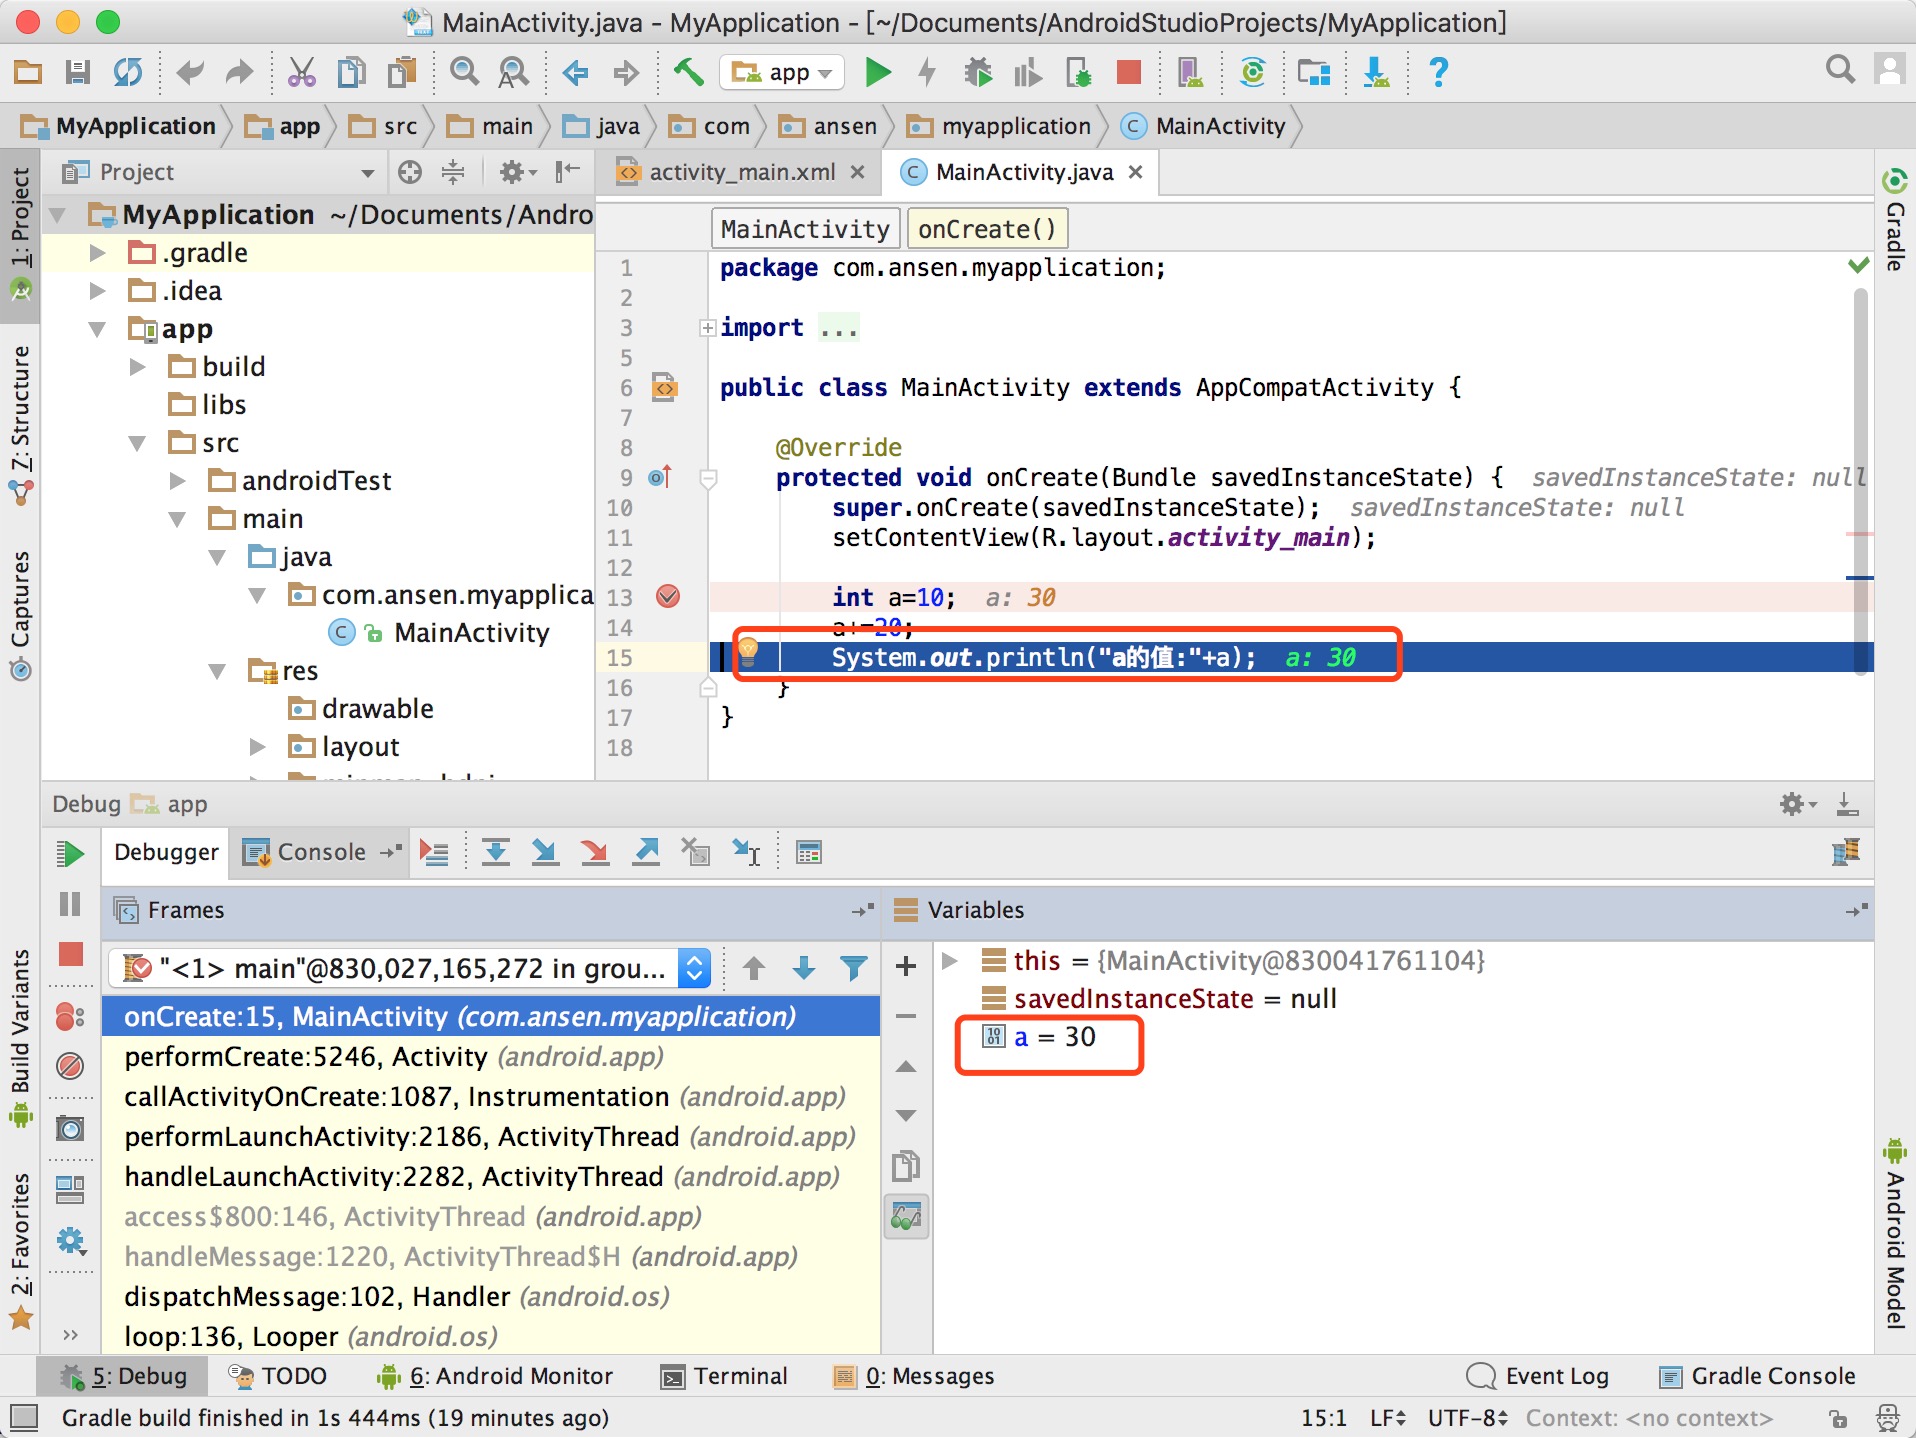 MainActivity.java - MyApplication - [~/Documents/AndroidStudioProjects/MyApplication]
app
MyApplication app src main java com ansen myapplication MainActivity
1: Project
7: Structure
Captures
Build Variants
2: Favorites
Project
MyApplication ~/Documents/Andro
.gradle
.idea
app
build
libs
src
androidTest
main
java
com.ansen.myapplica
MainActivity
res
drawable
layout
activity_main.xml
MainActivity.java
MainActivity onCreate()
1 package com.ansen.myapplication;
2
3 import ...
5
6 public class MainActivity extends AppCompatActivity {
7
8 @Override
9 protected void onCreate(Bundle savedInstanceState) { savedInstanceState: null
10 super.onCreate(savedInstanceState); savedInstanceState: null
11 setContentView(R.layout.activity_main);
12
13 int a=10; a: 30
14 a+=20;
15 System.out.println("a的值:"+a); a: 30
16 }
17 }
18
Gradle
Android Model
Debug app
Debugger Console
Frames
"<1> main"@830,027,165,272 in grou...
onCreate:15, MainActivity (com.ansen.myapplication)
performCreate:5246, Activity (android.app)
callActivityOnCreate:1087, Instrumentation (android.app)
performLaunchActivity:2186, ActivityThread (android.app)
handleLaunchActivity:2282, ActivityThread (android.app)
access$800:146, ActivityThread (android.app)
handleMessage:1220, ActivityThread$H (android.app)
dispatchMessage:102, Handler (android.os)
loop:136, Looper (android.os)
Variables
this = {MainActivity@830041761104}
savedInstanceState = null
a = 30
5: Debug TODO 6: Android Monitor Terminal 0: Messages Event Log Gradle Console
Gradle build finished in 1s 444ms (19 minutes ago) 15:1 LF UTF-8 Context: <no context>